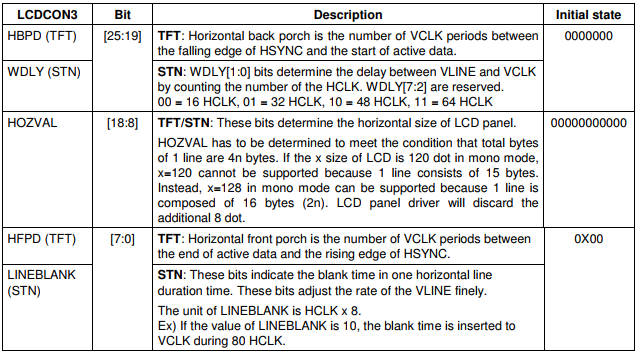 LCDCON3 Bit Description Initial state
HBPD (TFT) [25:19] TFT: Horizontal back porch is the number of VCLK periods between 0000000
the falling edge of HSYNC and the start of active data.
WDLY (STN) STN: WDLY[1:0] bits determine the delay between VLINE and VCLK
by counting the number of the HCLK. WDLY[7:2] are reserved.
00 = 16 HCLK, 01 = 32 HCLK, 10 = 48 HCLK, 11 = 64 HCLK
HOZVAL [18:8] TFT/STN: These bits determine the horizontal size of LCD panel. 00000000000
HOZVAL has to be determined to meet the condition that total bytes
of 1 line are 4n bytes. If the x size of LCD is 120 dot in mono mode,
x=120 cannot be supported because 1 line consists of 15 bytes.
Instead, x=128 in mono mode can be supported because 1 line is
composed of 16 bytes (2n). LCD panel driver will discard the
additional 8 dot.
HFPD (TFT) [7:0] TFT: Horizontal front porch is the number of VCLK periods between 0X00
the end of active data and the rising edge of HSYNC.
LINEBLANK STN: These bits indicate the blank time in one horizontal line
(STN) duration time. These bits adjust the rate of the VLINE finely.
The unit of LINEBLANK is HCLK x 8.
Ex) If the value of LINEBLANK is 10, the blank time is inserted to
VCLK during 80 HCLK.